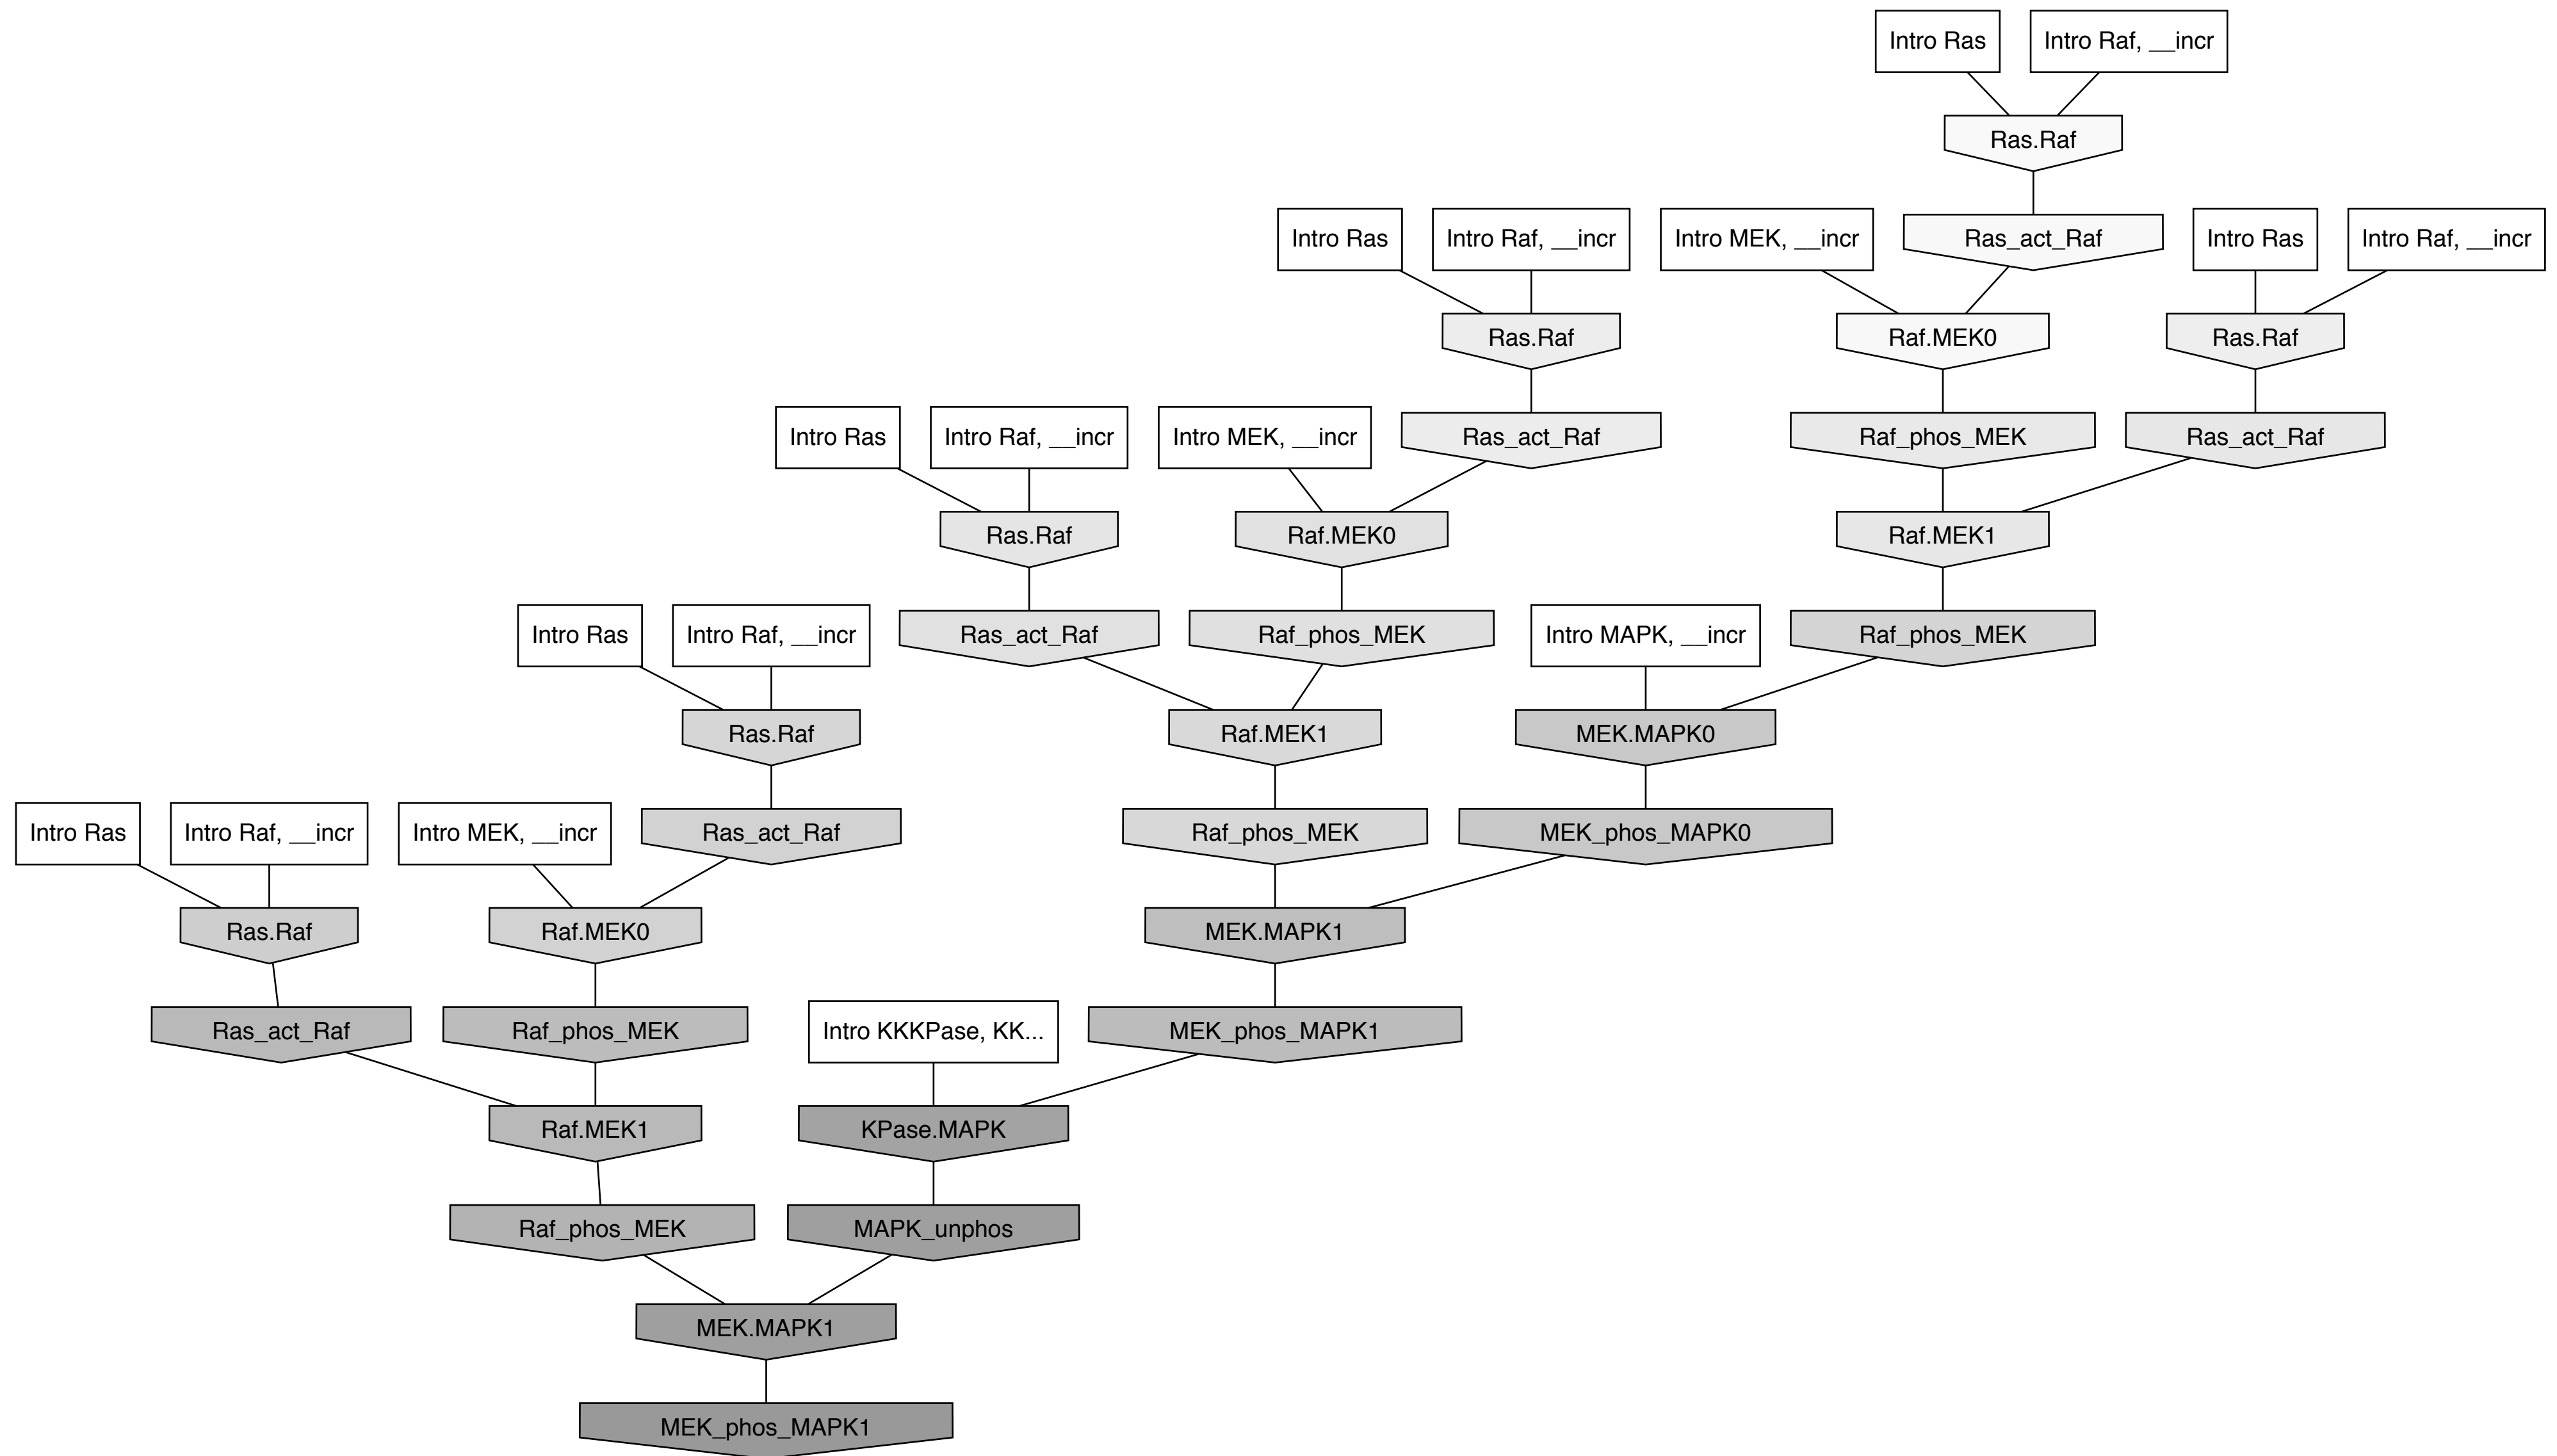 Intro Ras
Intro Raf, __incr
Ras.Raf
Intro Ras
Intro Raf, __incr
Intro MEK, __incr
Ras_act_Raf
Intro Ras
Intro Raf, __incr
Ras.Raf
Raf.MEK0
Ras.Raf
Intro Ras
Intro Raf, __incr
Intro MEK, __incr
Ras_act_Raf
Raf_phos_MEK
Ras_act_Raf
Ras.Raf
Raf.MEK0
Raf.MEK1
Intro Ras
Intro Raf, __incr
Ras_act_Raf
Raf_phos_MEK
Intro MAPK, __incr
Raf_phos_MEK
Ras.Raf
Raf.MEK1
MEK.MAPK0
Intro Ras
Intro Raf, __incr
Intro MEK, __incr
Ras_act_Raf
Raf_phos_MEK
MEK_phos_MAPK0
Ras.Raf
Raf.MEK0
MEK.MAPK1
Ras_act_Raf
Raf_phos_MEK
Intro KKKPase, KK...
MEK_phos_MAPK1
Raf.MEK1
KPase.MAPK
Raf_phos_MEK
MAPK_unphos
MEK.MAPK1
MEK_phos_MAPK1